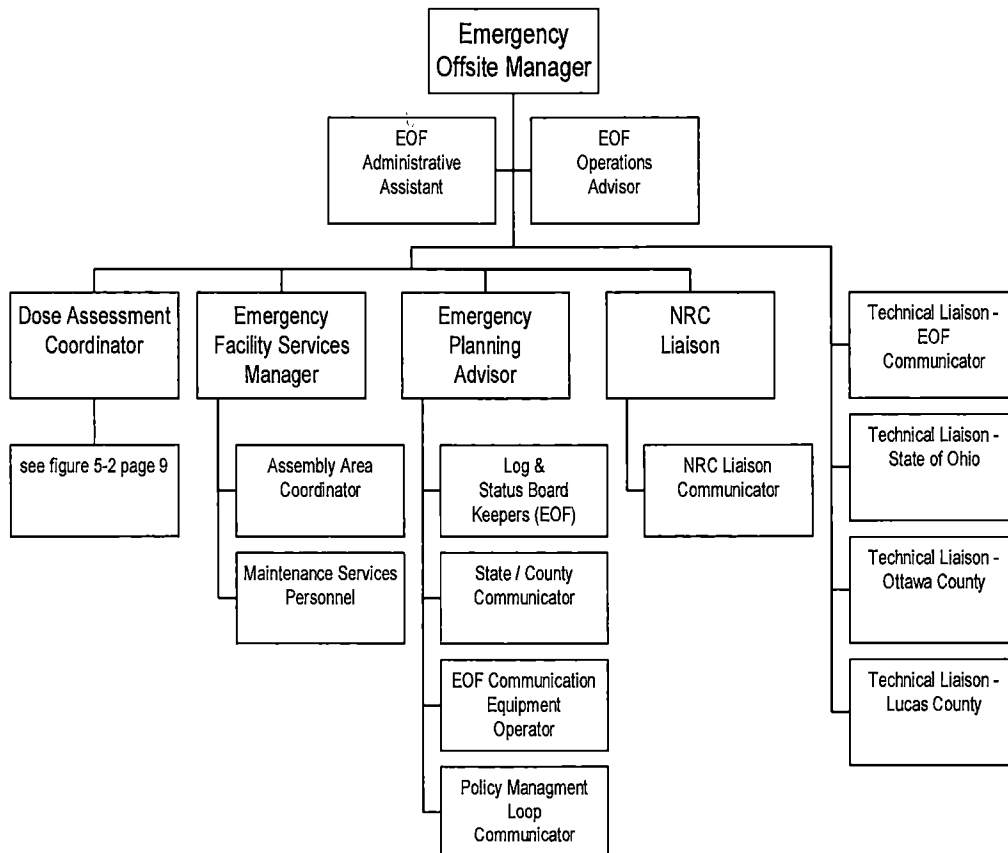 Emergency
Offsite Manager
EOF
Administrative
Assistant
EOF
Operations
Advisor
Dose Assessment
Coordinator
Emergency
Facility Services
Manager
Emergency
Planning
Advisor
NRC
Liaison
Technical Liaison -
EOF
Communicator
see figure 5-2 page 9
Assembly Area
Coordinator
Log &
Status Board
Keepers (EOF)
NRC Liaison
Communicator
Technical Liaison -
State of Ohio
Maintenance Services
Personnel
State / County
Communicator
Technical Liaison -
Ottawa County
EOF Communication
Equipment
Operator
Technical Liaison -
Lucas County
Policy Managment
Loop
Communicator